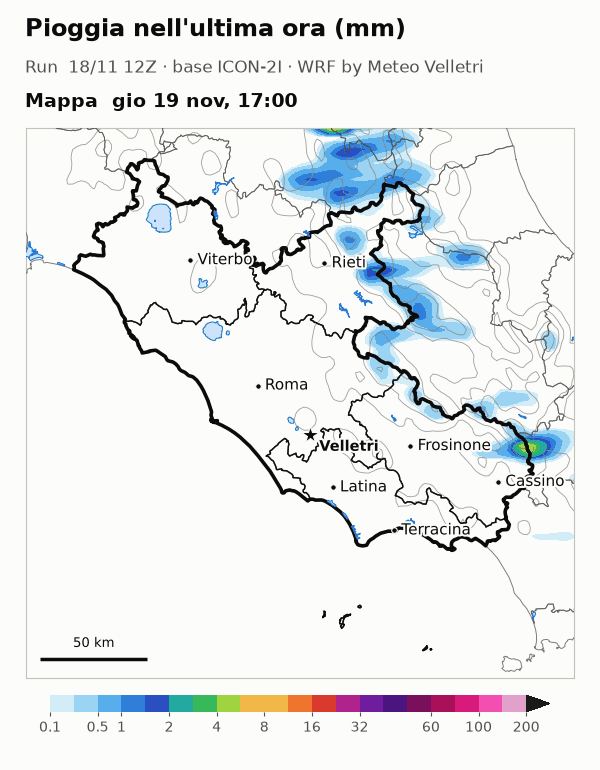 Pioggia nell'ultima ora (mm)
Run  18/11 12Z · base ICON-2I · WRF by Meteo Velletri
Mappa  gio 19 nov, 17:00
Viterbo
Rieti
Roma
Velletri
Frosinone
Latina
Cassino
Terracina
50 km
0.1 0.5 1 2 4 8 16 32 60 100 200